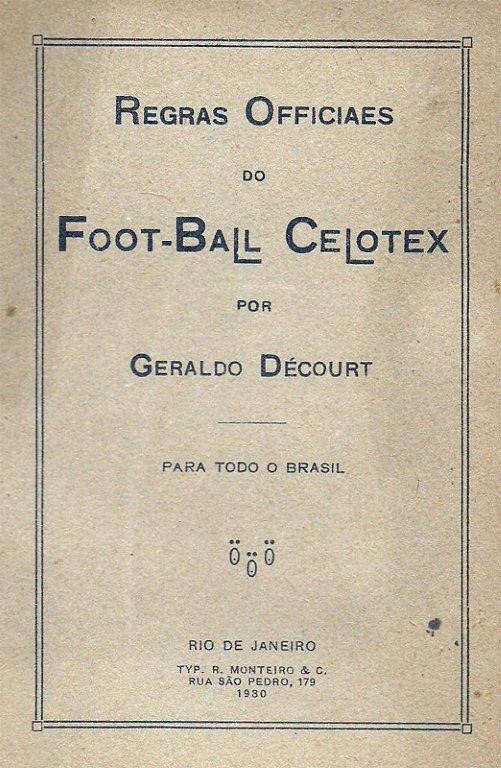 REGRAS OFFICIAES
DO
FOOT-BALL CELOTEX
POR
GERALDO DÉCOURT
PARA TODO O BRASIL
RIO DE JANEIRO
TYP. R. MONTEIRO & C.
RUA SÃO PEDRO, 179
1930